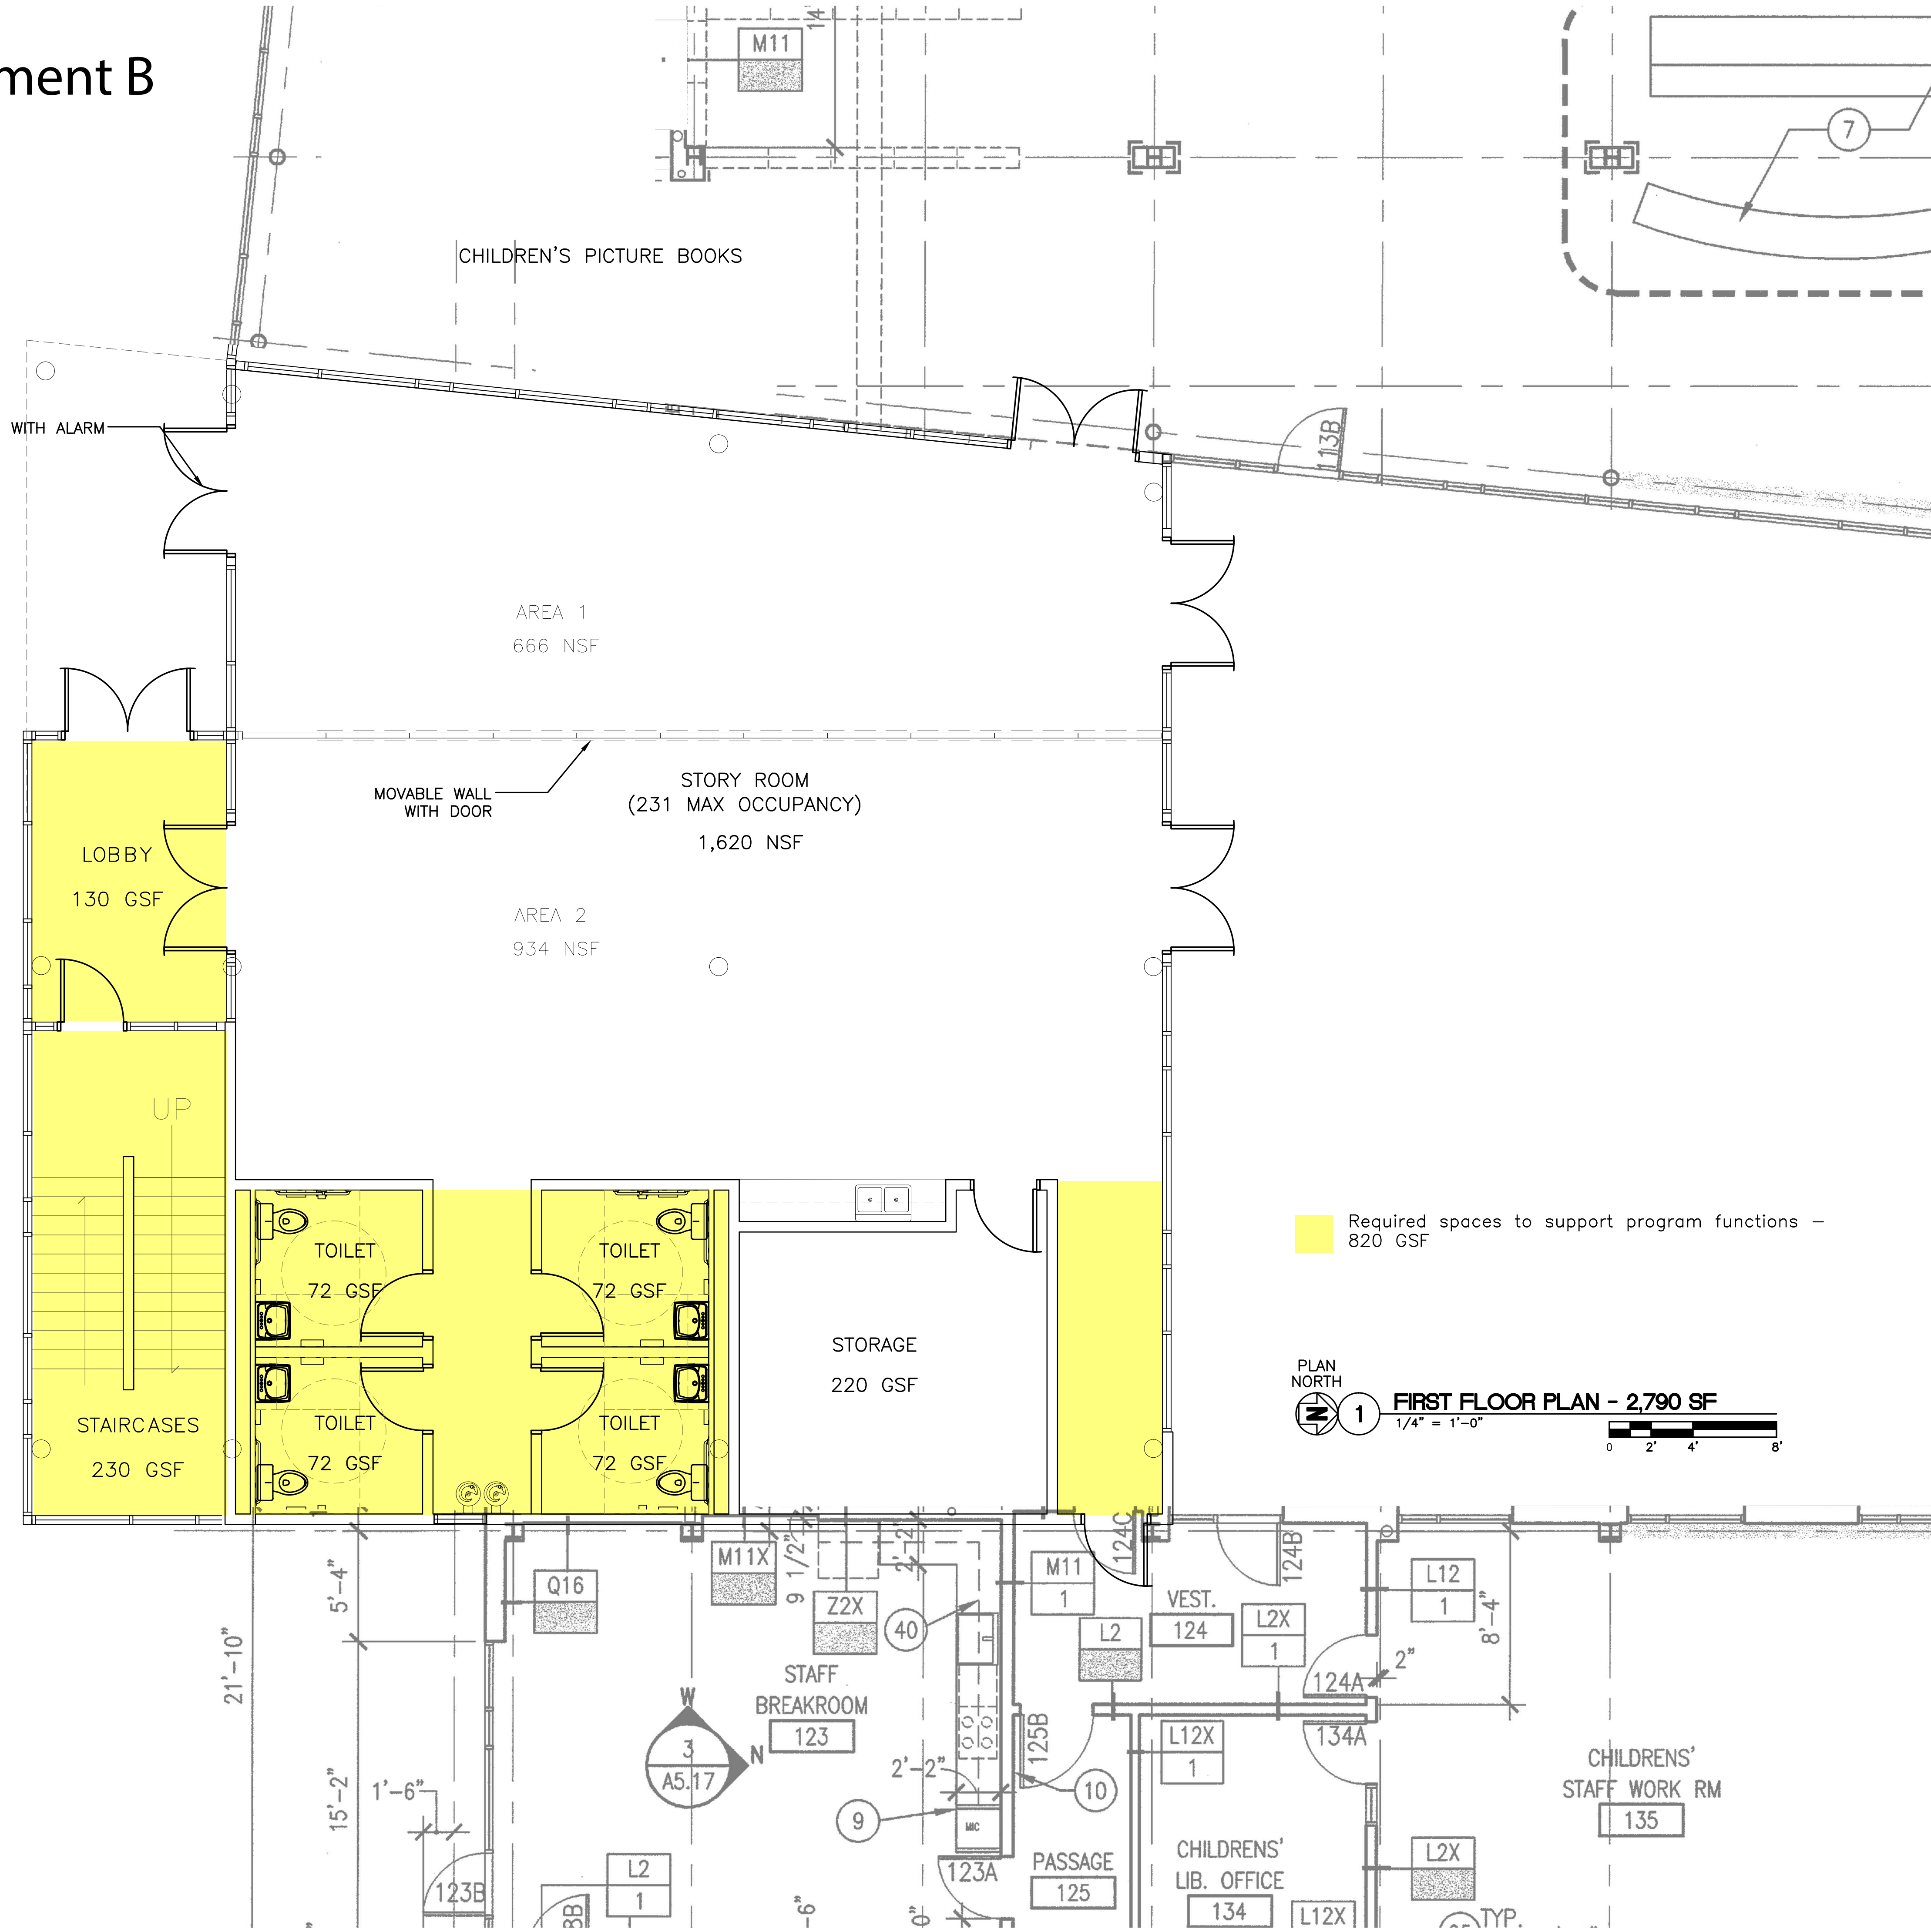 ment B
M11
14
7
CHILDREN'S PICTURE BOOKS
WITH ALARM
113B
AREA 1
666 NSF
MOVABLE WALL
WITH DOOR
STORY ROOM
(231 MAX OCCUPANCY)
1,620 NSF
LOBBY
130 GSF
AREA 2
934 NSF
UP
TOILET
72 GSF
TOILET
72 GSF
Required spaces to support program functions –
820 GSF
STORAGE
220 GSF
PLAN
NORTH
N
1
FIRST FLOOR PLAN - 2,790 SF
1/4" = 1'-0"
0 2' 4' 8'
STAIRCASES
230 GSF
TOILET
72 GSF
TOILET
72 GSF
5'-4"
21'-10"
Q16
M11X
9 1/2"
2'-2"
Z2X
40
M11
1
124C
124B
VEST.
124
L2
L2X
1
L12
1
8'-4"
2"
124A
134A
STAFF
BREAKROOM
123
W
N
3
A5.17
125B
L12X
1
2'-2"
10
9
MIC
15'-2"
1'-6"
CHILDRENS'
STAFF WORK RM
135
L2X
L2
1
123B
123A
PASSAGE
125
CHILDRENS'
LIB. OFFICE
134
L12X
TYP.